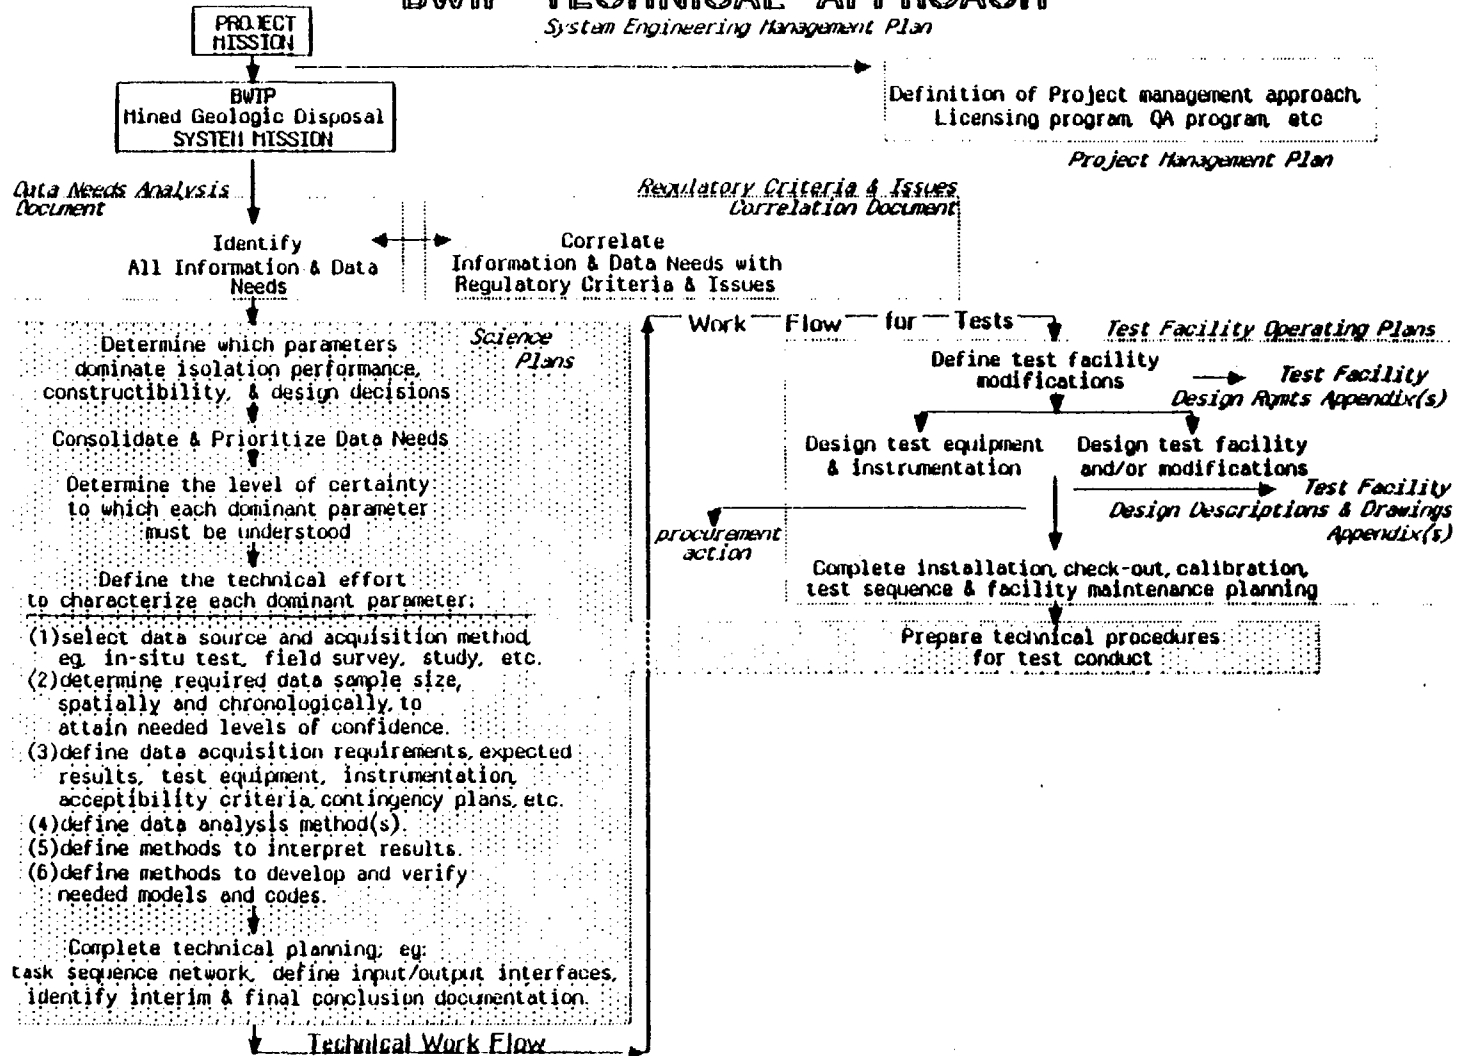 BWIP TECHNICAL APPROACH
System Engineering Management Plan
PROJECT
MISSION
BWIP
Mined Geologic Disposal
SYSTEM MISSION
Definition of Project management approach,
Licensing program, QA program, etc
Project Management Plan
Data Needs Analysis
Document
Regulatory Criteria & Issues
Correlation Document
Identify
All Information & Data
Needs
Correlate
Information & Data Needs with
Regulatory Criteria & Issues
Science
Plans
Determine which parameters
dominate isolation performance,
constructibility, & design decisions
Consolidate & Prioritize Data Needs
Determine the level of certainty
to which each dominant parameter
must be understood
Define the technical effort
to characterize each dominant parameter:
(1)select data source and acquisition method,
eg, in-situ test, field survey, study, etc.
(2)determine required data sample size,
spatially and chronologically, to
attain needed levels of confidence.
(3)define data acquisition requirements, expected
results, test equipment, instrumentation,
acceptibility criteria, contingency plans, etc.
(4)define data analysis method(s).
(5)define methods to interpret results.
(6)define methods to develop and verify
needed models and codes.
Complete technical planning; eg:
task sequence network, define input/output interfaces,
identify interim & final conclusion documentation.
Technical Work Flow
Work Flow for Tests
Test Facility Operating Plans
Define test facility
modifications
Test Facility
Design Rqmts Appendix(s)
Design test equipment
& instrumentation
Design test facility
and/or modifications
Test Facility
Design Descriptions & Drawings
Appendix(s)
procurement
action
Complete installation, check-out, calibration,
test sequence & facility maintenance planning
Prepare technical procedures
for test conduct